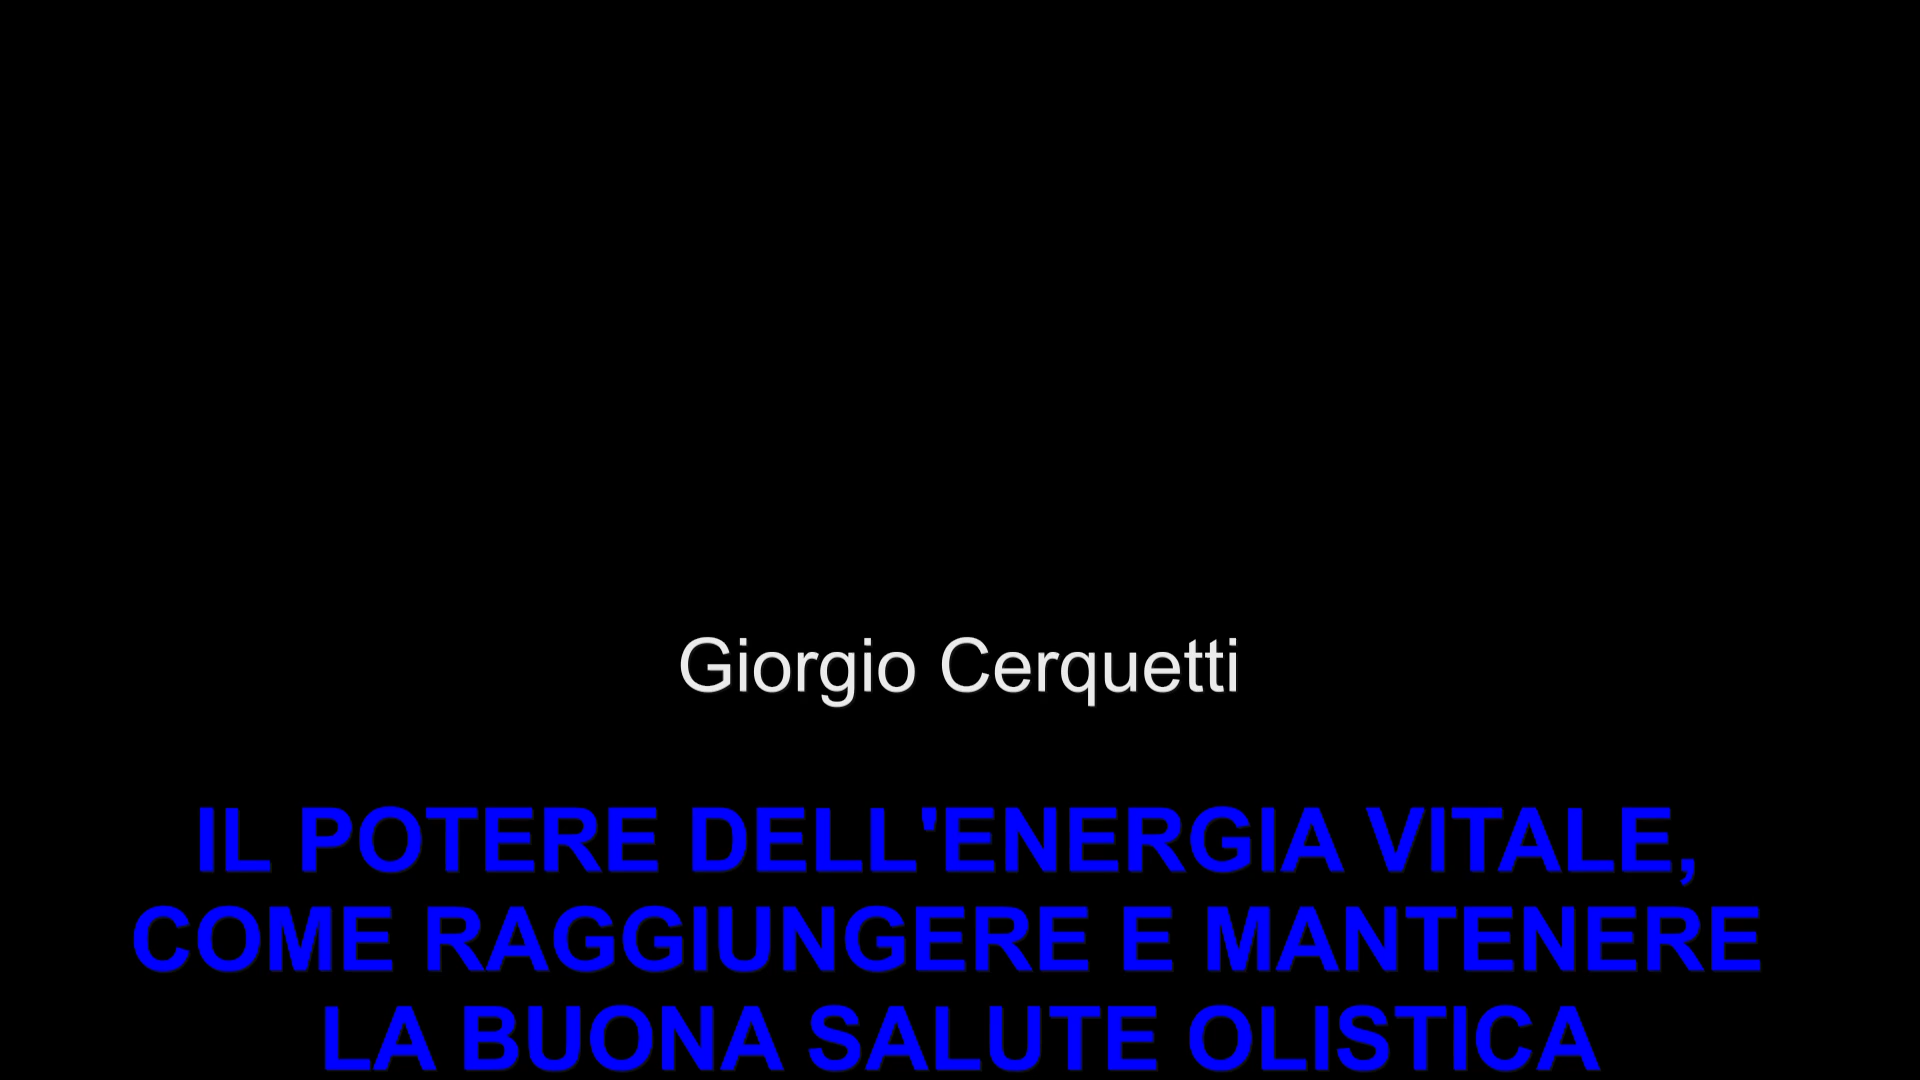 Giorgio Cerquetti
IL POTERE DELL'ENERGIA VITALE,
COME RAGGIUNGERE E MANTENERE
LA BUONA SALUTE OLISTICA